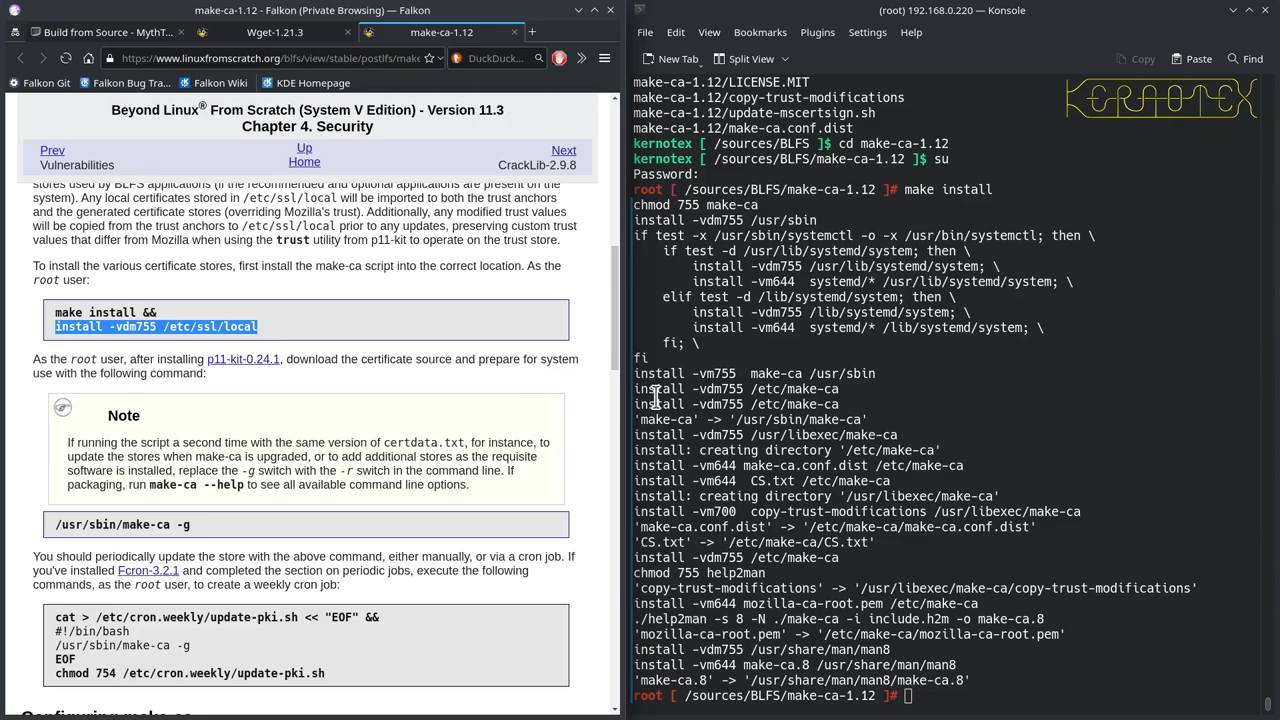 make-ca-1.12 - Falkon (Private Browsing) — Falkon
Build from Source - MythT...
Wget-1.21.3
make-ca-1.12
https://www.linuxfromscratch.org/blfs/view/stable/postlfs/make
DuckDuck...
Falkon Git
Falkon Bug Tra...
Falkon Wiki
KDE Homepage
Beyond Linux® From Scratch (System V Edition) - Version 11.3
Chapter 4. Security
Prev
Up
Next
Vulnerabilities
Home
CrackLib-2.9.8
stores used by BLFS applications (if the recommended and optional applications are present on the
system). Any local certificates stored in /etc/ssl/local will be imported to both the trust anchors
and the generated certificate stores (overriding Mozilla's trust). Additionally, any modified trust values
will be copied from the trust anchors to /etc/ssl/local prior to any updates, preserving custom trust
values that differ from Mozilla when using the trust utility from p11-kit to operate on the trust store.
To install the various certificate stores, first install the make-ca script into the correct location. As the
root user:
make install &&
install -vdm755 /etc/ssl/local
As the root user, after installing p11-kit-0.24.1, download the certificate source and prepare for system
use with the following command:
Note
If running the script a second time with the same version of certdata.txt, for instance, to
update the stores when make-ca is upgraded, or to add additional stores as the requisite
software is installed, replace the -g switch with the -r switch in the command line. If
packaging, run make-ca --help to see all available command line options.
/usr/sbin/make-ca -g
You should periodically update the store with the above command, either manually, or via a cron job. If
you've installed Fcron-3.2.1 and completed the section on periodic jobs, execute the following
commands, as the root user, to create a weekly cron job:
cat > /etc/cron.weekly/update-pki.sh << "EOF" &&
#!/bin/bash
/usr/sbin/make-ca -g
EOF
chmod 754 /etc/cron.weekly/update-pki.sh
Configuring make-ca
(root) 192.168.0.220 — Konsole
File Edit View Bookmarks Plugins Settings Help
New Tab
Split View
Copy
Paste
Find
KERNOTEX
make-ca-1.12/LICENSE.MIT
make-ca-1.12/copy-trust-modifications
make-ca-1.12/update-mscertsign.sh
make-ca-1.12/make-ca.conf.dist
kernotex [ /sources/BLFS ]$ cd make-ca-1.12
kernotex [ /sources/BLFS/make-ca-1.12 ]$ su
Password:
root [ /sources/BLFS/make-ca-1.12 ]# make install
chmod 755 make-ca
install -vdm755 /usr/sbin
if test -x /usr/sbin/systemctl -o -x /usr/bin/systemctl; then \
if test -d /usr/lib/systemd/system; then \
install -vdm755 /usr/lib/systemd/system; \
install -vm644  systemd/* /usr/lib/systemd/system; \
elif test -d /lib/systemd/system; then \
install -vdm755 /lib/systemd/system; \
install -vm644  systemd/* /lib/systemd/system; \
fi; \
fi
install -vm755  make-ca /usr/sbin
install -vdm755 /etc/make-ca
install -vdm755 /etc/make-ca
'make-ca' -> '/usr/sbin/make-ca'
install -vdm755 /usr/libexec/make-ca
install: creating directory '/etc/make-ca'
install -vm644 make-ca.conf.dist /etc/make-ca
install -vm644  CS.txt /etc/make-ca
install: creating directory '/usr/libexec/make-ca'
install -vm700  copy-trust-modifications /usr/libexec/make-ca
'make-ca.conf.dist' -> '/etc/make-ca/make-ca.conf.dist'
'CS.txt' -> '/etc/make-ca/CS.txt'
install -vdm755 /etc/make-ca
chmod 755 help2man
'copy-trust-modifications' -> '/usr/libexec/make-ca/copy-trust-modifications'
install -vm644 mozilla-ca-root.pem /etc/make-ca
./help2man -s 8 -N ./make-ca -i include.h2m -o make-ca.8
'mozilla-ca-root.pem' -> '/etc/make-ca/mozilla-ca-root.pem'
install -vdm755 /usr/share/man/man8
install -vm644 make-ca.8 /usr/share/man/man8
'make-ca.8' -> '/usr/share/man/man8/make-ca.8'
root [ /sources/BLFS/make-ca-1.12 ]#